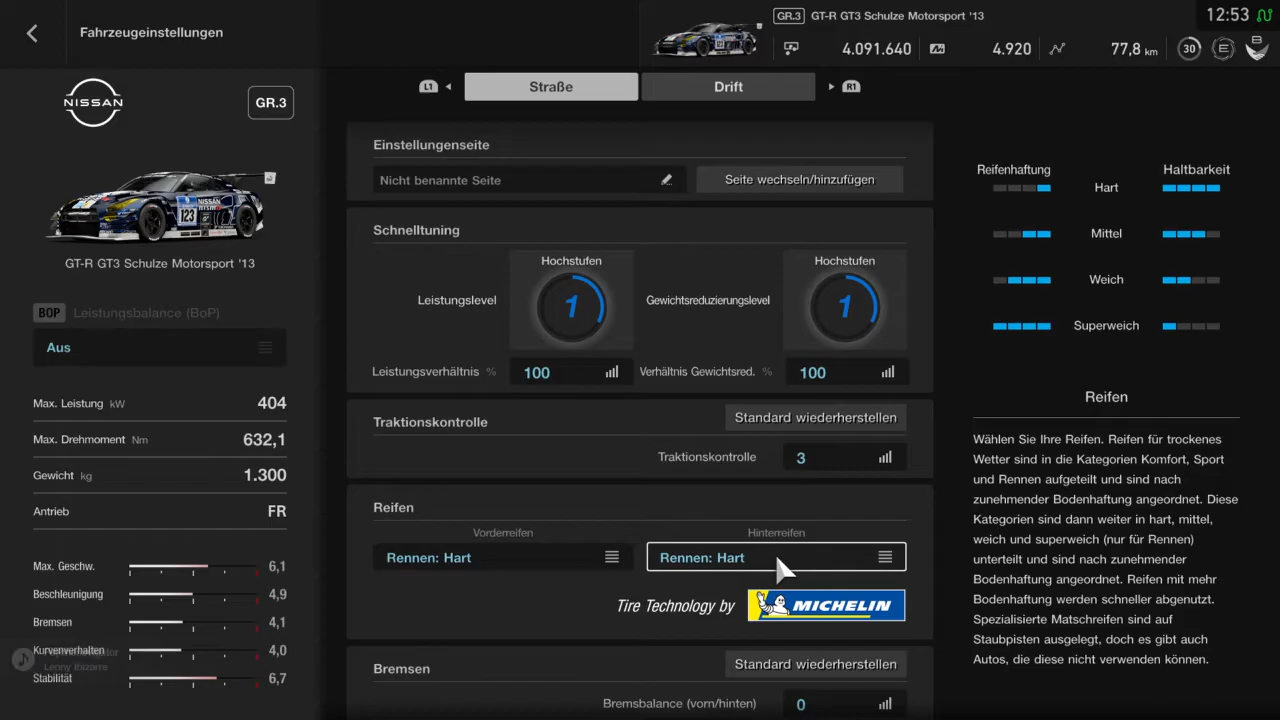 Fahrzeugeinstellungen
GR.3 GT-R GT3 Schulze Motorsport '13
12:53
4.091.640
4.920
77,8 km
30
E
B
NISSAN
GR.3
NISSAN
nismo
123
GT-R GT3 Schulze Motorsport '13
BOP Leistungsbalance (BoP)
Aus
Max. Leistung kW 404
Max. Drehmoment Nm 632,1
Gewicht kg 1.300
Antrieb FR
Max. Geschw. 6,1
Beschleunigung 4,9
Bremsen 4,1
Kurvenverhalten 4,0
Lenny Ibizarre
Stabilität 6,7
L1 Straße Drift R1
Einstellungenseite
Nicht benannte Seite
Seite wechseln/hinzufügen
Schnelltuning
Leistungslevel
Hochstufen
1
Gewichtsreduzierungslevel
Hochstufen
1
Leistungsverhältnis % 100
Verhältnis Gewichtsred. % 100
Traktionskontrolle
Standard wiederherstellen
Traktionskontrolle 3
Reifen
Vorderreifen
Hinterreifen
Rennen: Hart
Rennen: Hart
Tire Technology by MICHELIN
Bremsen
Standard wiederherstellen
Bremsbalance (vorn/hinten) 0
Reifenhaftung
Haltbarkeit
Hart
Mittel
Weich
Superweich
Reifen
Wählen Sie Ihre Reifen. Reifen für trockenes
Wetter sind in die Kategorien Komfort, Sport
und Rennen aufgeteilt und sind nach
zunehmender Bodenhaftung angeordnet. Diese
Kategorien sind dann weiter in hart, mittel,
weich und superweich (nur für Rennen)
unterteilt und sind nach zunehmender
Bodenhaftung angeordnet. Reifen mit mehr
Bodenhaftung werden schneller abgenutzt.
Spezialisierte Matschreifen sind auf
Staubpisten ausgelegt, doch es gibt auch
Autos, die diese nicht verwenden können.